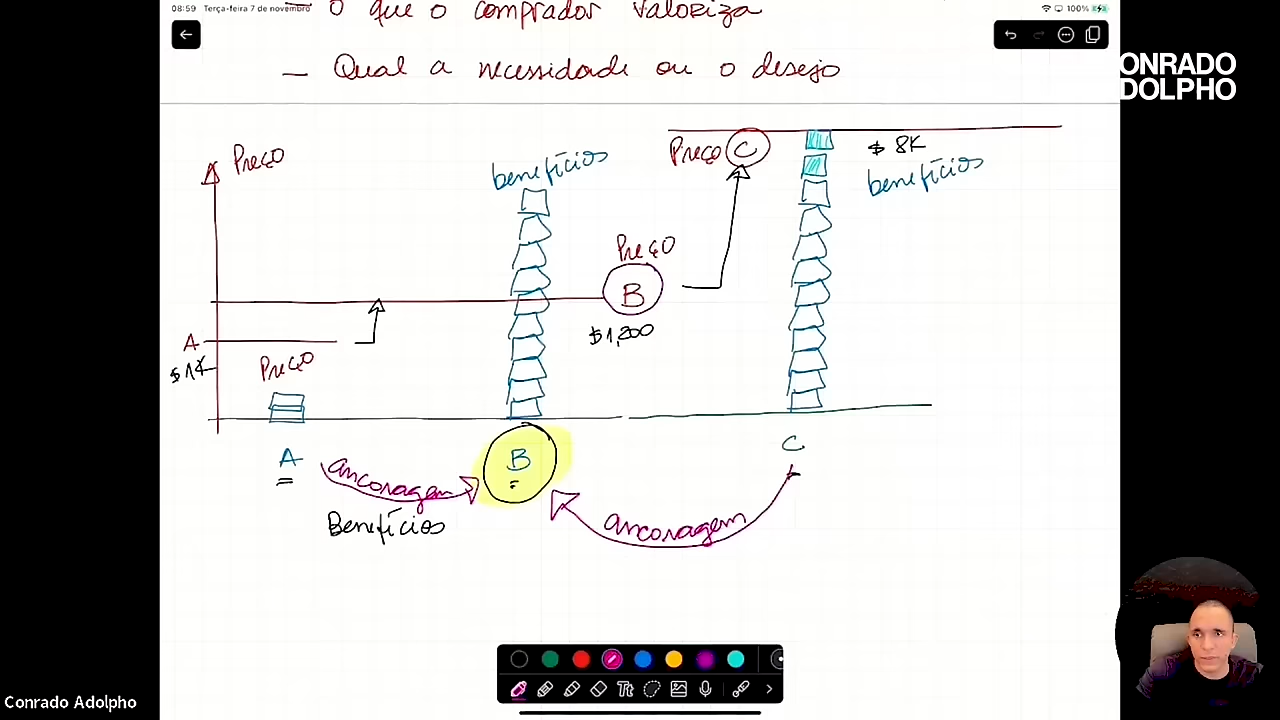 08:59 Terça-feira 7 de novembro
100%
— o que o comprador valoriza
— Qual a necessidade ou o desejo
ONRADO
DOLPHO
Preço
benefícios
Preço C
$ 8K
benefícios
Preço
B
$1,200
A
$1K
Preço
A
B
C
ancoragem
Benefícios
ancoragem
Tт
Conrado Adolpho